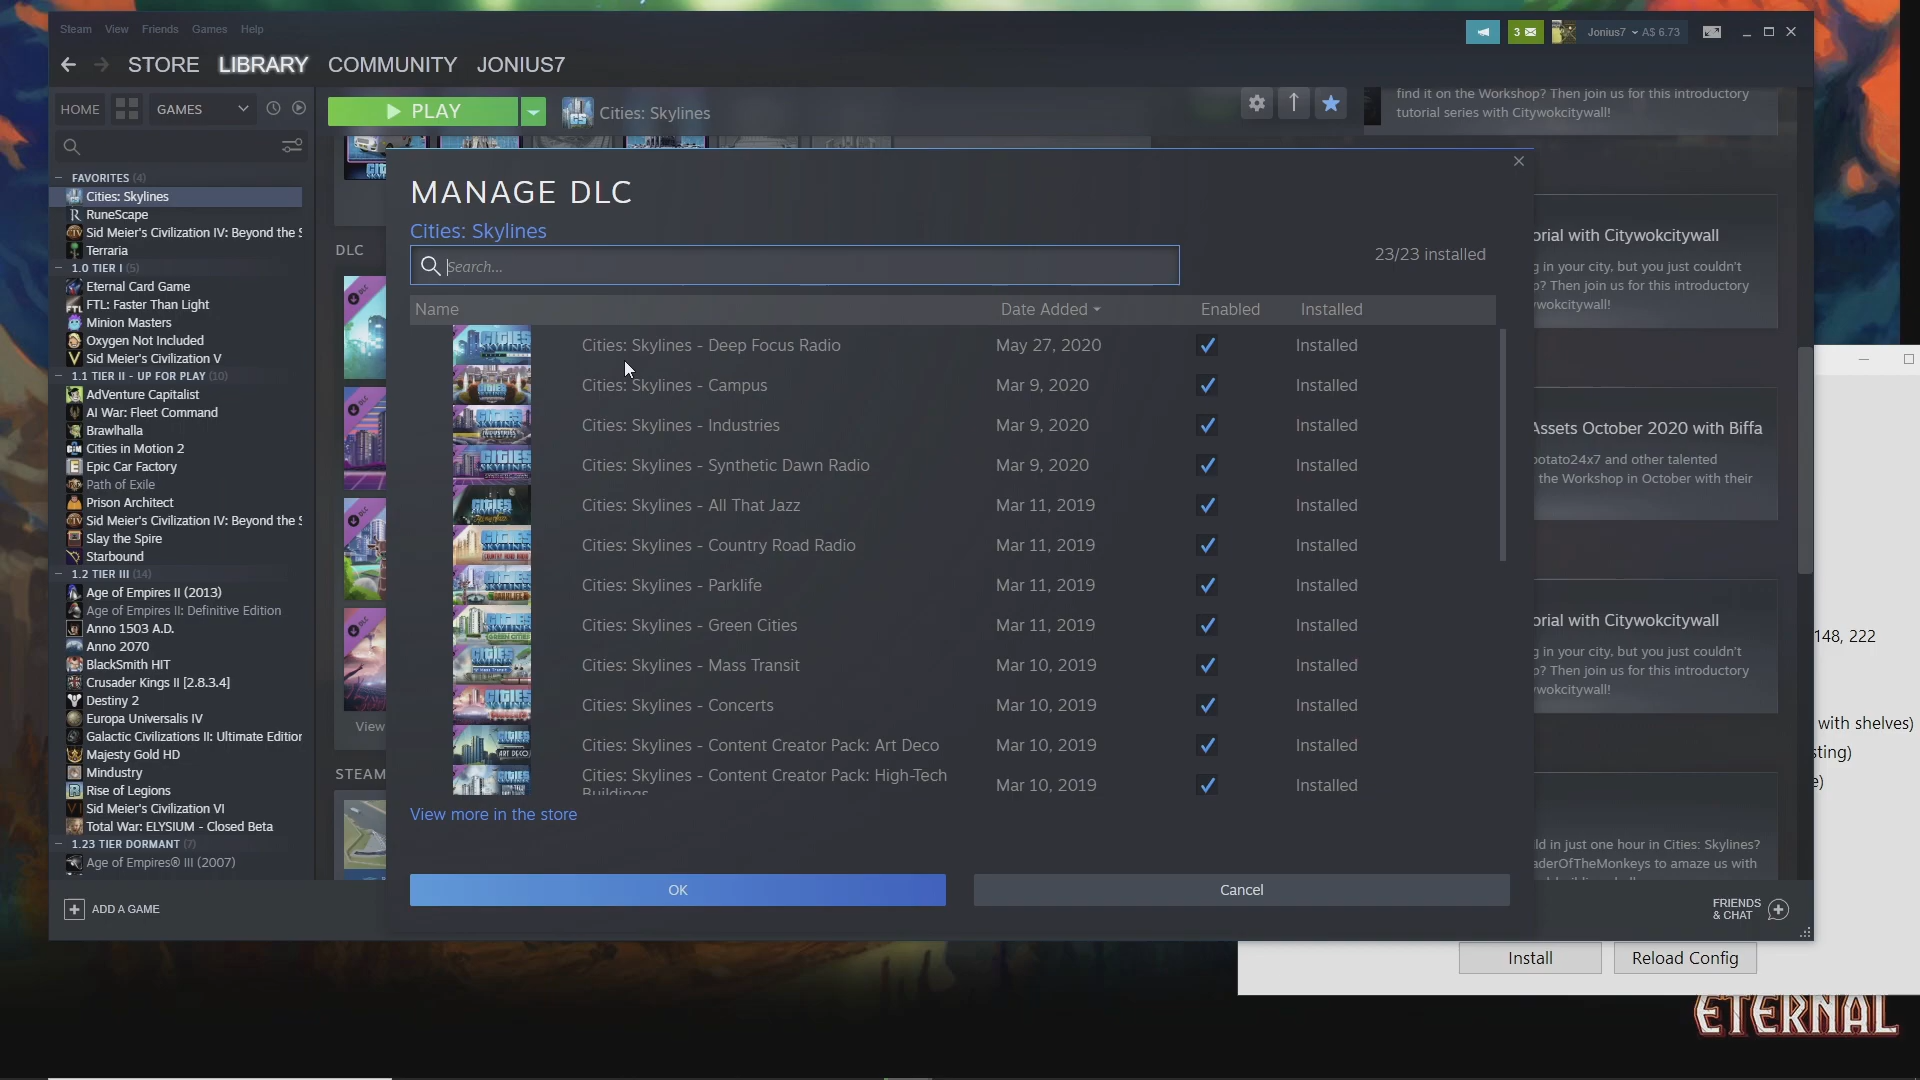 Steam View Friends Games Help
3
Jonius7 A$ 6.73
STORE LIBRARY COMMUNITY JONIUS7
HOME GAMES
PLAY
Cities: Skylines
find it on the Workshop? Then join us for this introductory
tutorial series with Citywokcitywall!
FAVORITES (4)
Cities: Skylines
RuneScape
Sid Meier's Civilization IV: Beyond the S
Terraria
1.0 TIER I (5)
Eternal Card Game
FTL: Faster Than Light
Minion Masters
Oxygen Not Included
Sid Meier's Civilization V
1.1 TIER II - UP FOR PLAY (10)
AdVenture Capitalist
AI War: Fleet Command
Brawlhalla
Cities in Motion 2
Epic Car Factory
Path of Exile
Prison Architect
Sid Meier's Civilization IV: Beyond the S
Slay the Spire
Starbound
1.2 TIER III (14)
Age of Empires II (2013)
Age of Empires II: Definitive Edition
Anno 1503 A.D.
Anno 2070
BlackSmith HIT
Crusader Kings II [2.8.3.4]
Destiny 2
Europa Universalis IV
Galactic Civilizations II: Ultimate Edition
Majesty Gold HD
Mindustry
Rise of Legions
Sid Meier's Civilization VI
Total War: ELYSIUM - Closed Beta
1.23 TIER DORMANT (7)
Age of Empires® III (2007)
ADD A GAME
DLC
View
STEAM
MANAGE DLC
Cities: Skylines
Search...
23/23 installed
Name Date Added Enabled Installed
Cities: Skylines - Deep Focus Radio May 27, 2020 Installed
Cities: Skylines - Campus Mar 9, 2020 Installed
Cities: Skylines - Industries Mar 9, 2020 Installed
Cities: Skylines - Synthetic Dawn Radio Mar 9, 2020 Installed
Cities: Skylines - All That Jazz Mar 11, 2019 Installed
Cities: Skylines - Country Road Radio Mar 11, 2019 Installed
Cities: Skylines - Parklife Mar 11, 2019 Installed
Cities: Skylines - Green Cities Mar 11, 2019 Installed
Cities: Skylines - Mass Transit Mar 10, 2019 Installed
Cities: Skylines - Concerts Mar 10, 2019 Installed
Cities: Skylines - Content Creator Pack: Art Deco Mar 10, 2019 Installed
Cities: Skylines - Content Creator Pack: High-Tech
Buildings Mar 10, 2019 Installed
View more in the store
OK Cancel
orial with Citywokcitywall
g in your city, but you just couldn't
p? Then join us for this introductory
wokcitywall!
Assets October 2020 with Biffa
potato24x7 and other talented
the Workshop in October with their
orial with Citywokcitywall
g in your city, but you just couldn't
p? Then join us for this introductory
wokcitywall!
ld in just one hour in Cities: Skylines?
aderOfTheMonkeys to amaze us with
FRIENDS
& CHAT
148, 222
with shelves)
sting)
e)
Install Reload Config
ETERNAL